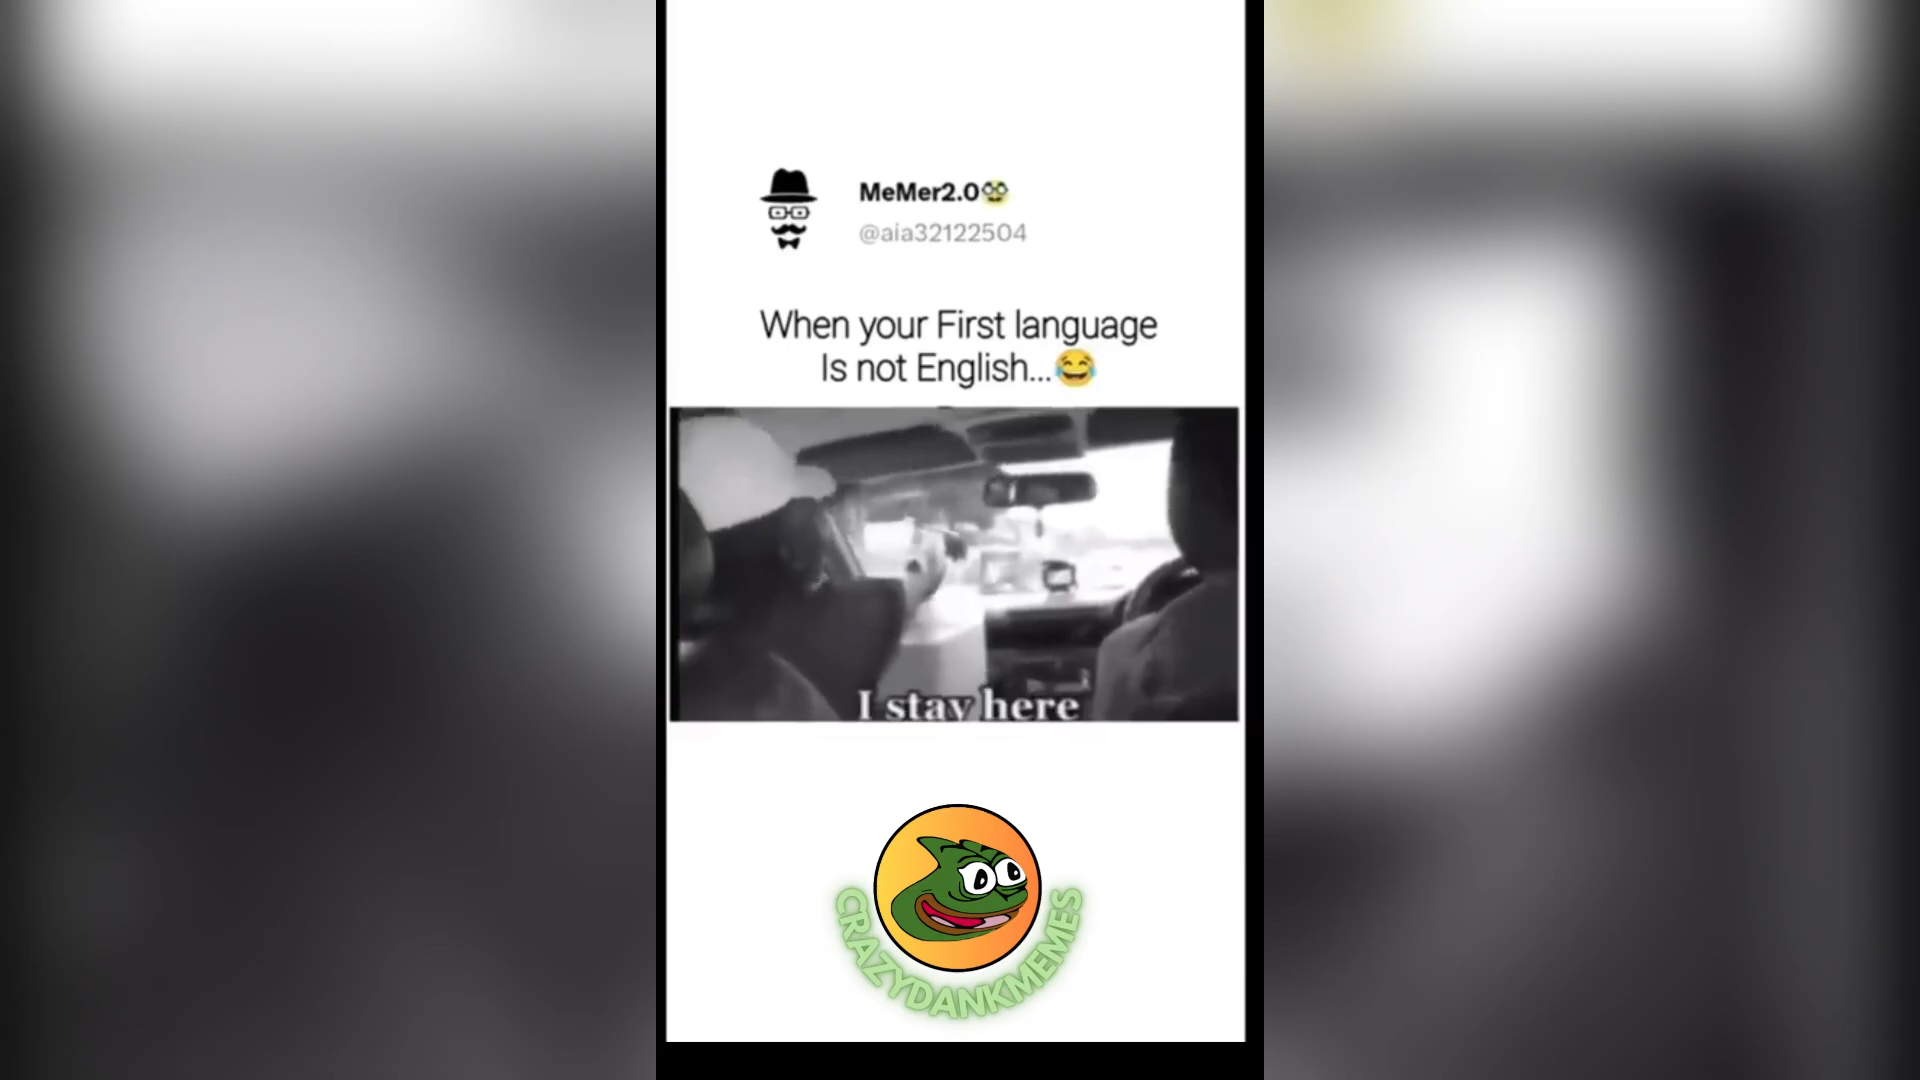 MeMer2.0
@aia32122504
When your First language
Is not English...😂
I stay here
CRAZYDANKMEMES